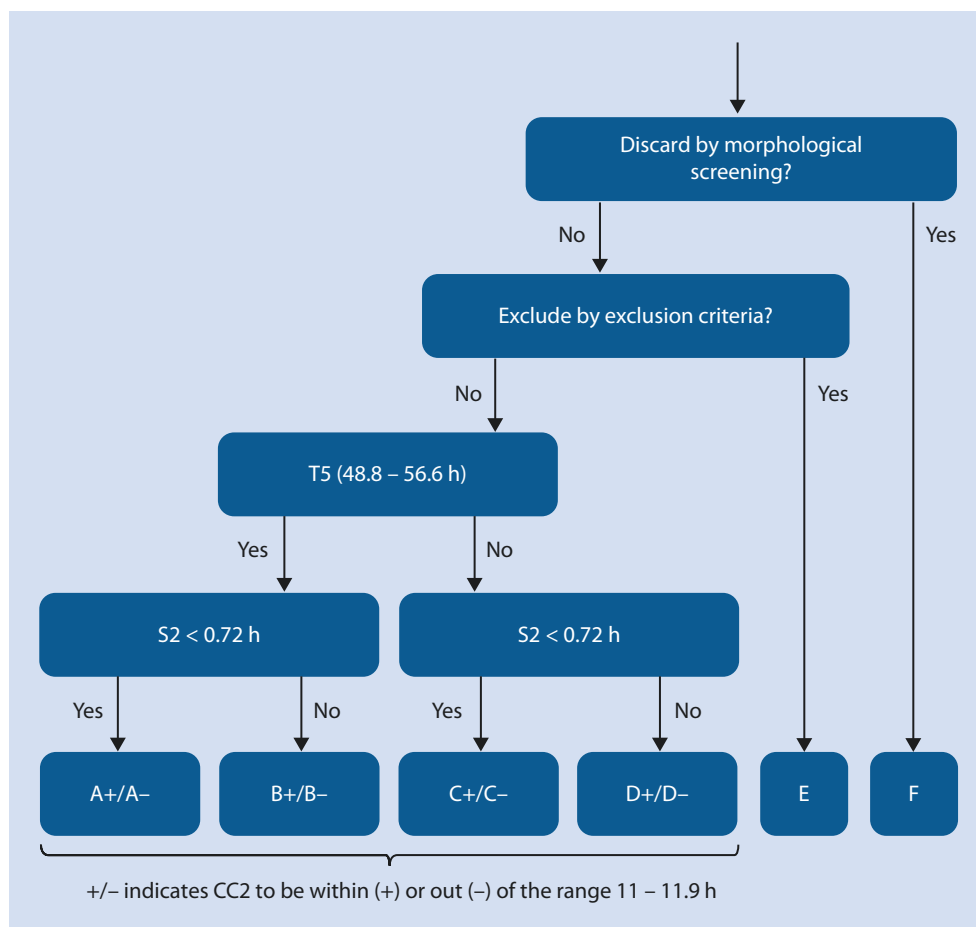 Discard by morphological
screening?
No
Yes
Exclude by exclusion criteria?
No
Yes
T5 (48.8 – 56.6 h)
Yes
No
S2 < 0.72 h
S2 < 0.72 h
Yes
No
Yes
No
A+/A–
B+/B–
C+/C–
D+/D–
E
F
+/– indicates CC2 to be within (+) or out (–) of the range 11 – 11.9 h